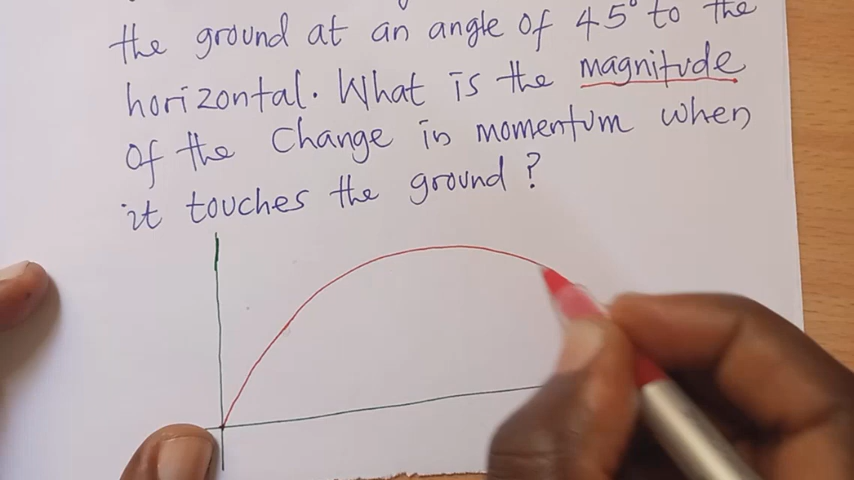 the ground at an angle of 45° to the
horizontal. What is the magnitude
of the change in momentum when
it touches the ground?